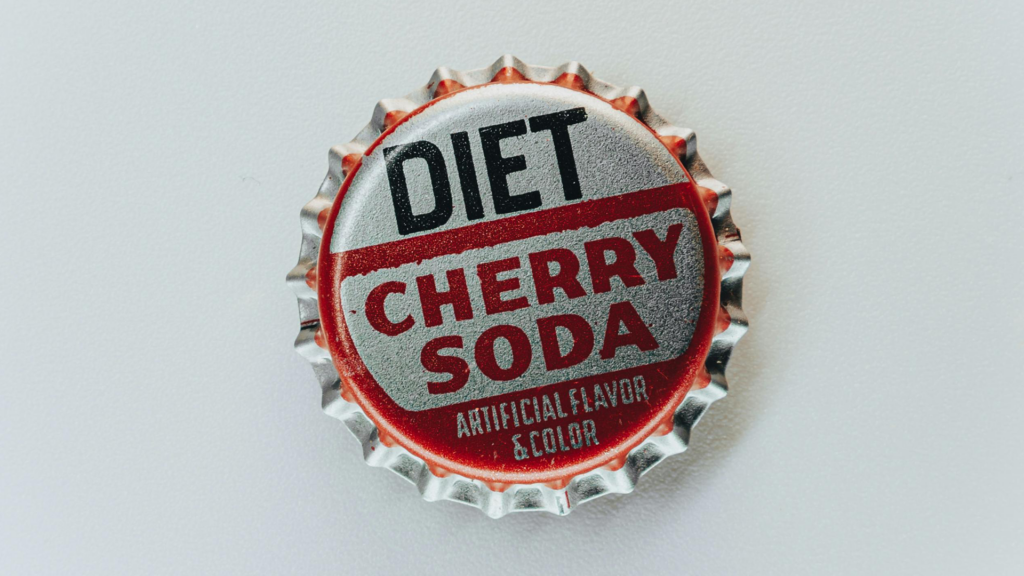 DIET
CHERRY
SODA
ARTIFICIAL FLAVOR
& COLOR